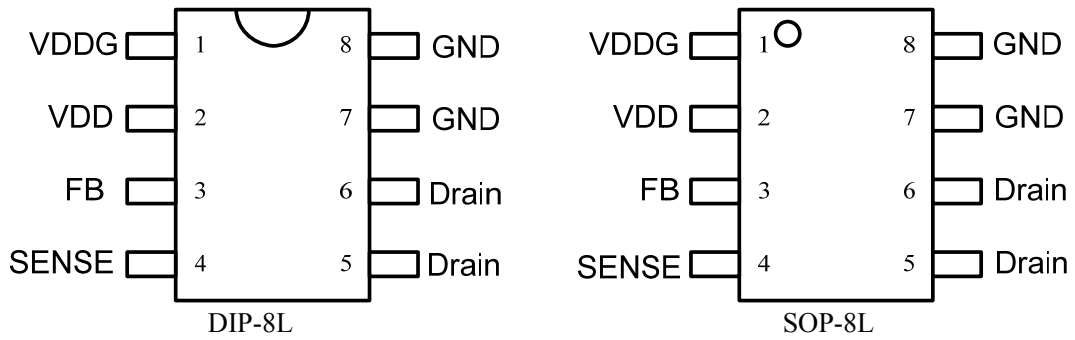 VDDG 1 8 GND
VDD 2 7 GND
FB 3 6 Drain
SENSE 4 5 Drain
DIP-8L
VDDG 1 8 GND
VDD 2 7 GND
FB 3 6 Drain
SENSE 4 5 Drain
SOP-8L